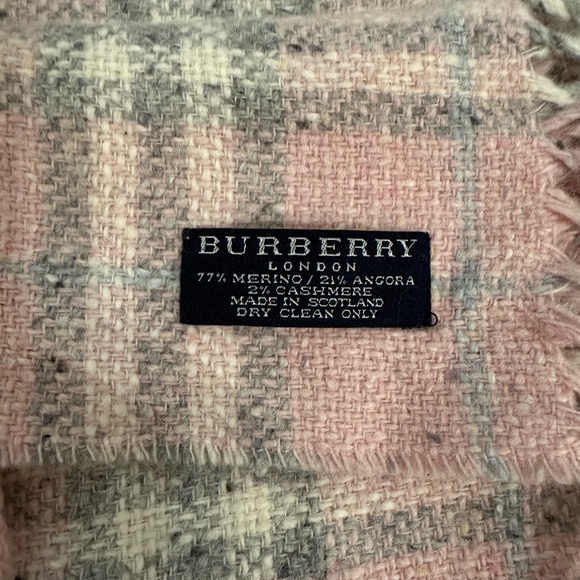 BURBERRY
LONDON
77% MERINO / 21% ANGORA
2% CASHMERE
MADE IN SCOTLAND
DRY CLEAN ONLY